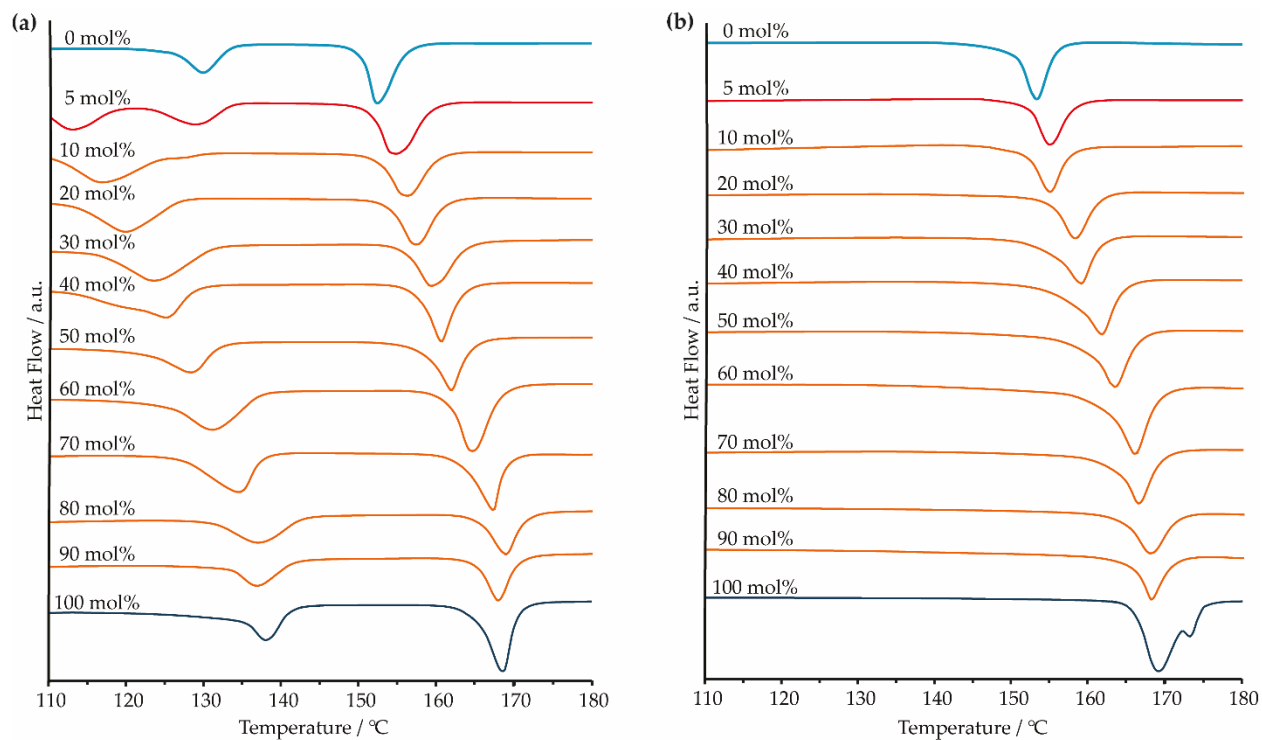 (a)
0 mol%
5 mol%
10 mol%
20 mol%
30 mol%
40 mol%
50 mol%
60 mol%
70 mol%
80 mol%
90 mol%
100 mol%
Heat Flow / a.u.
110 120 130 140 150 160 170 180
Temperature / °C
(b)
0 mol%
5 mol%
10 mol%
20 mol%
30 mol%
40 mol%
50 mol%
60 mol%
70 mol%
80 mol%
90 mol%
100 mol%
Heat Flow / a.u.
110 120 130 140 150 160 170 180
Temperature / °C